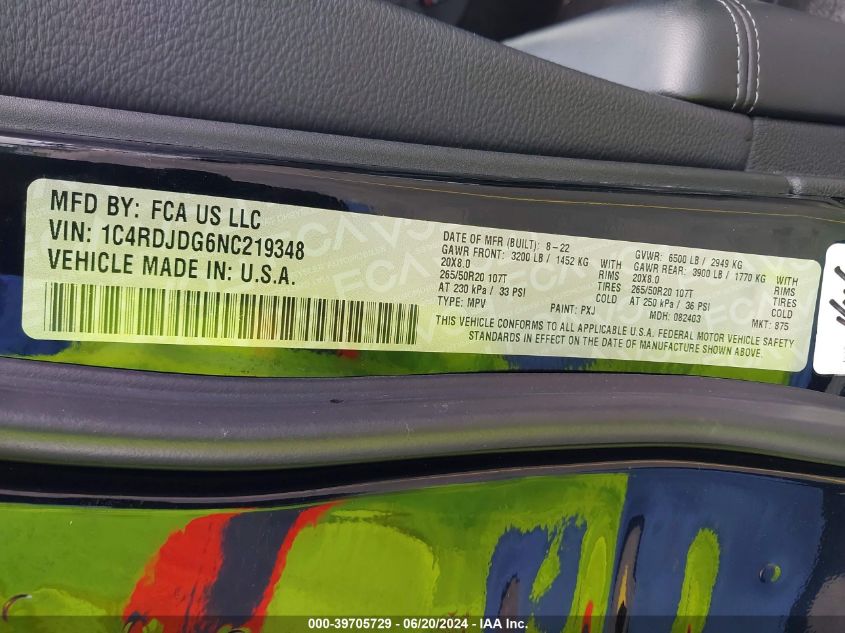 MFD BY: FCA US LLC
VIN: 1C4RDJDG6NC219348
VEHICLE MADE IN: U.S.A.
DATE OF MFR (BUILT): 8-22
GAWR FRONT: 3200 LB / 1452 KG WITH
20X8.0 RIMS
265/50R20 107T TIRES
AT 230 kPa / 33 PSI COLD
TYPE: MPV PAINT: PXJ
GVWR: 6500 LB / 2949 KG
GAWR REAR: 3900 LB / 1770 KG WITH
20X8.0 RIMS
265/50R20 107T TIRES
AT 250 kPa / 36 PSI COLD
MDH: 082403 MKT: 875
THIS VEHICLE CONFORMS TO ALL APPLICABLE U.S.A. FEDERAL MOTOR VEHICLE SAFETY
STANDARDS IN EFFECT ON THE DATE OF MANUFACTURE SHOWN ABOVE.
000-39705729 - 06/20/2024 - IAA Inc.